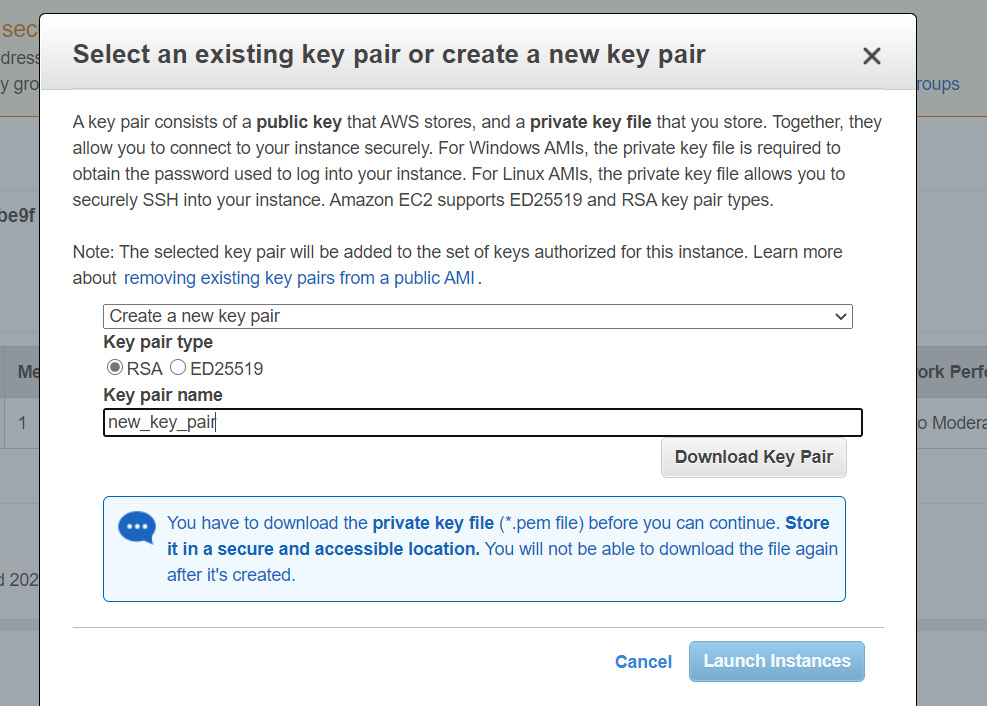 Select an existing key pair or create a new key pair
A key pair consists of a public key that AWS stores, and a private key file that you store. Together, they
allow you to connect to your instance securely. For Windows AMIs, the private key file is required to
obtain the password used to log into your instance. For Linux AMIs, the private key file allows you to
securely SSH into your instance. Amazon EC2 supports ED25519 and RSA key pair types.
Note: The selected key pair will be added to the set of keys authorized for this instance. Learn more
about removing existing key pairs from a public AMI .
Create a new key pair
Key pair type
RSA ED25519
Key pair name
new_key_pair
Download Key Pair
You have to download the private key file (*.pem file) before you can continue. Store
it in a secure and accessible location. You will not be able to download the file again
after it's created.
Cancel Launch Instances
sec
dress
y gro
roups
be9f
Me
ork Perfo
1
o Modera
d 202